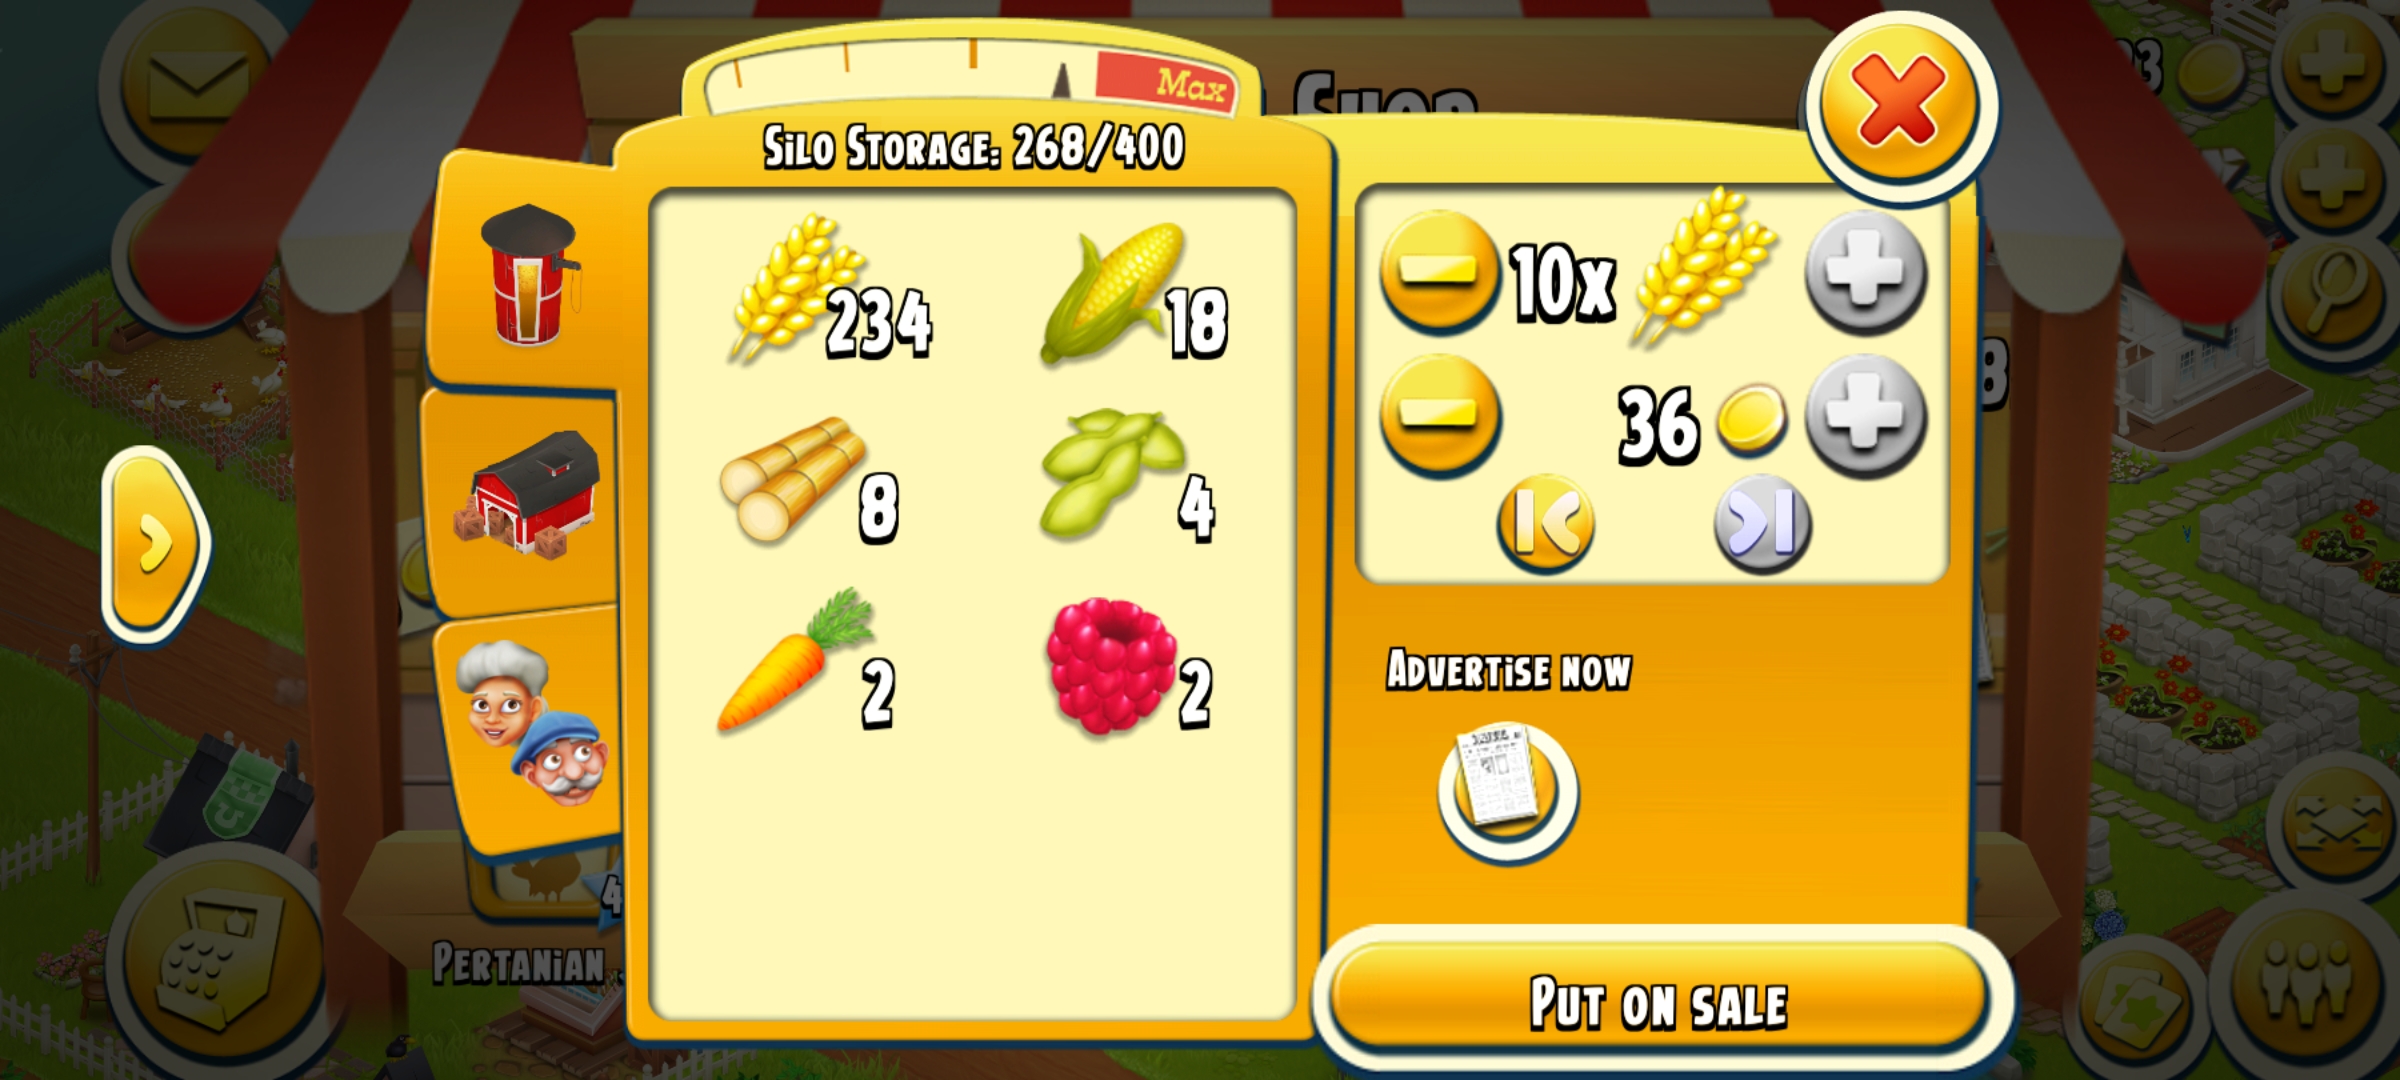 Max
Shop
SILO STORAGE: 268/400
234
18
10x
36
8
4
2
2
ADVERTISE NOW
PERTANIAN
PUT ON SALE